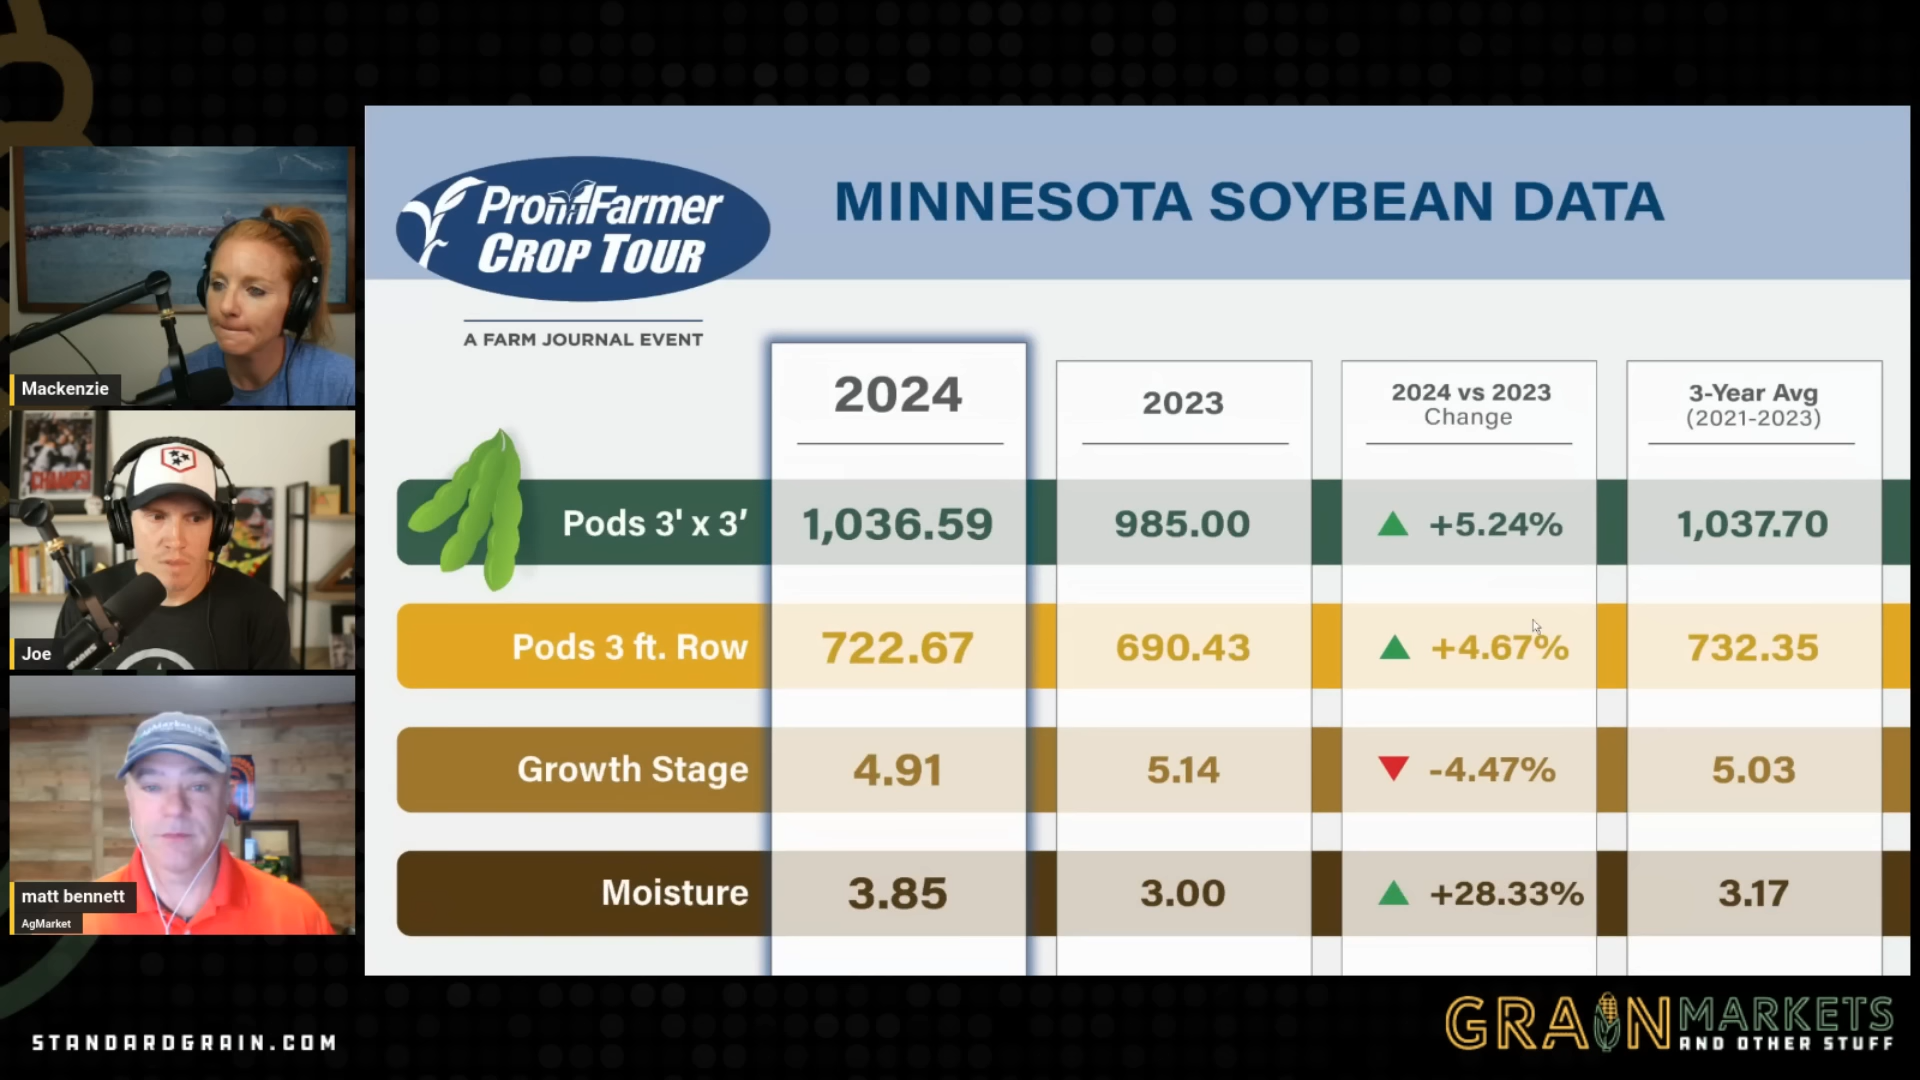 ProFarmer
CROP TOUR
A FARM JOURNAL EVENT
MINNESOTA SOYBEAN DATA
2024
2023
2024 vs 2023
Change
3-Year Avg
(2021-2023)
Pods 3' x 3' 1,036.59 985.00 +5.24% 1,037.70
Pods 3 ft. Row 722.67 690.43 +4.67% 732.35
Growth Stage 4.91 5.14 -4.47% 5.03
Moisture 3.85 3.00 +28.33% 3.17
Mackenzie
Joe
matt bennett
AgMarket
STANDARDGRAIN.COM
GRAIN MARKETS
AND OTHER STUFF